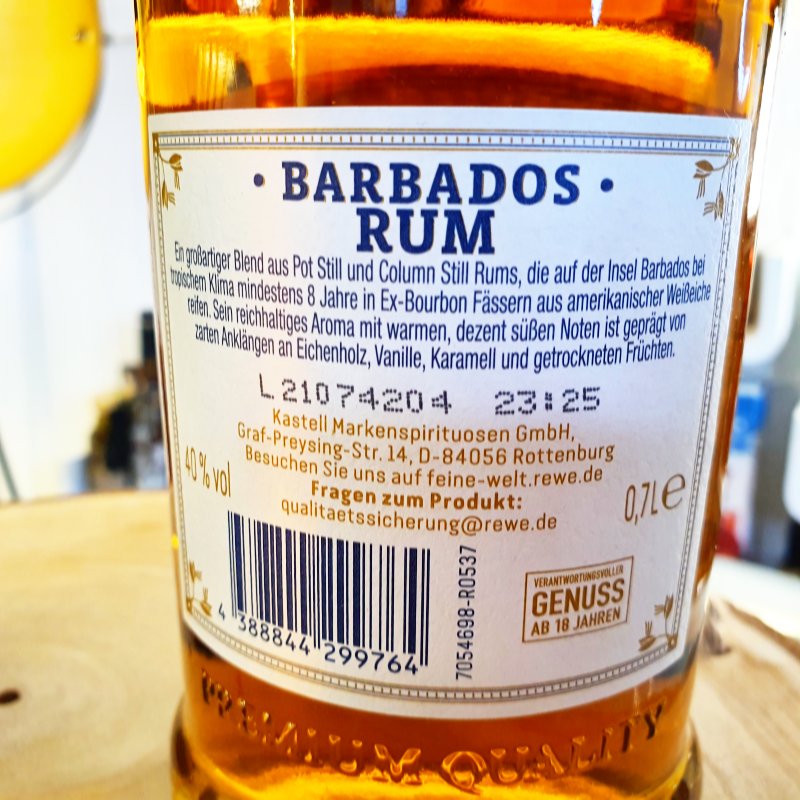 • BARBADOS •
RUM
Ein großartiger Blend aus Pot Still und Column Still Rums, die auf der Insel Barbados bei
tropischem Klima mindestens 8 Jahre in Ex-Bourbon Fässern aus amerikanischer Weißeiche
reifen. Sein reichhaltiges Aroma mit warmen, dezent süßen Noten ist geprägt von
zarten Anklängen an Eichenholz, Vanille, Karamell und getrockneten Früchten.
L21074204 23:25
Kastell Markenspirituosen GmbH,
Graf-Preysing-Str. 14, D-84056 Rottenburg
Besuchen Sie uns auf feine-welt.rewe.de
Fragen zum Produkt:
qualitaetssicherung@rewe.de
40 % vol
0,7L℮
4 388844 299764
7054698-R0537
VERANTWORTUNGSVOLLER
GENUSS
AB 18 JAHREN
PREMIUM QUALITY